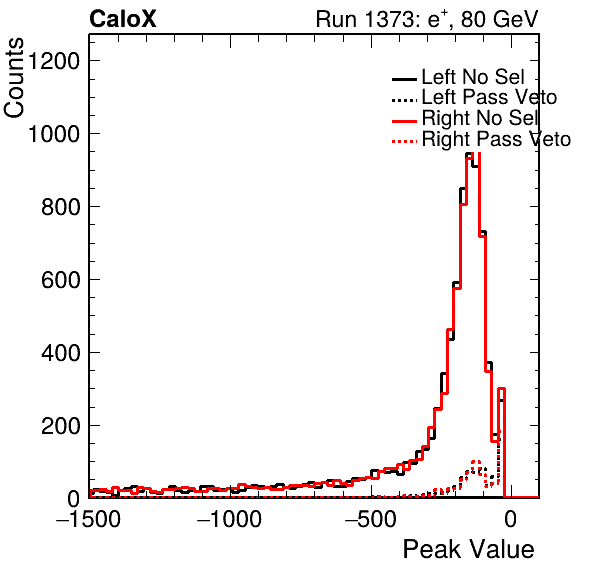 CaloX Run 1373: e+, 80 GeV
Counts
1200
1000
800
600
400
200
0
Left No Sel
Left Pass Veto
Right No Sel
Right Pass Veto
−1500 −1000 −500 0
Peak Value